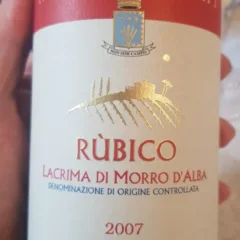 RÙBICO
LACRIMA DI MORRO D'ALBA
DENOMINAZIONE DI ORIGINE CONTROLLATA
2007